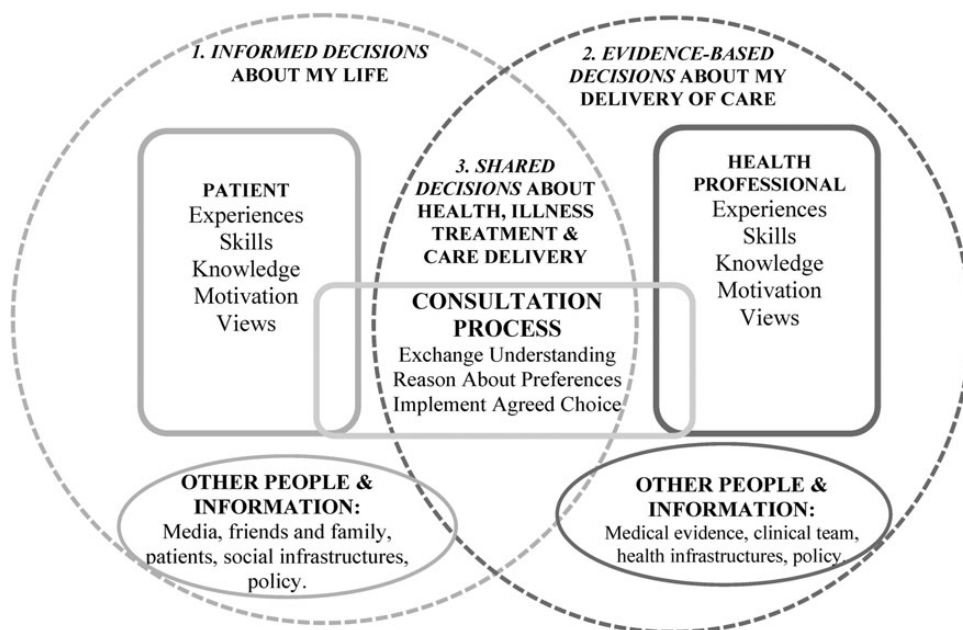 1. INFORMED DECISIONS
ABOUT MY LIFE
2. EVIDENCE-BASED
DECISIONS ABOUT MY
DELIVERY OF CARE
PATIENT
Experiences
Skills
Knowledge
Motivation
Views
3. SHARED
DECISIONS ABOUT
HEALTH, ILLNESS
TREATMENT &
CARE DELIVERY
HEALTH
PROFESSIONAL
Experiences
Skills
Knowledge
Motivation
Views
CONSULTATION
PROCESS
Exchange Understanding
Reason About Preferences
Implement Agreed Choice
OTHER PEOPLE &
INFORMATION:
Media, friends and family,
patients, social infrastructures,
policy.
OTHER PEOPLE &
INFORMATION:
Medical evidence, clinical team,
health infrastructures, policy